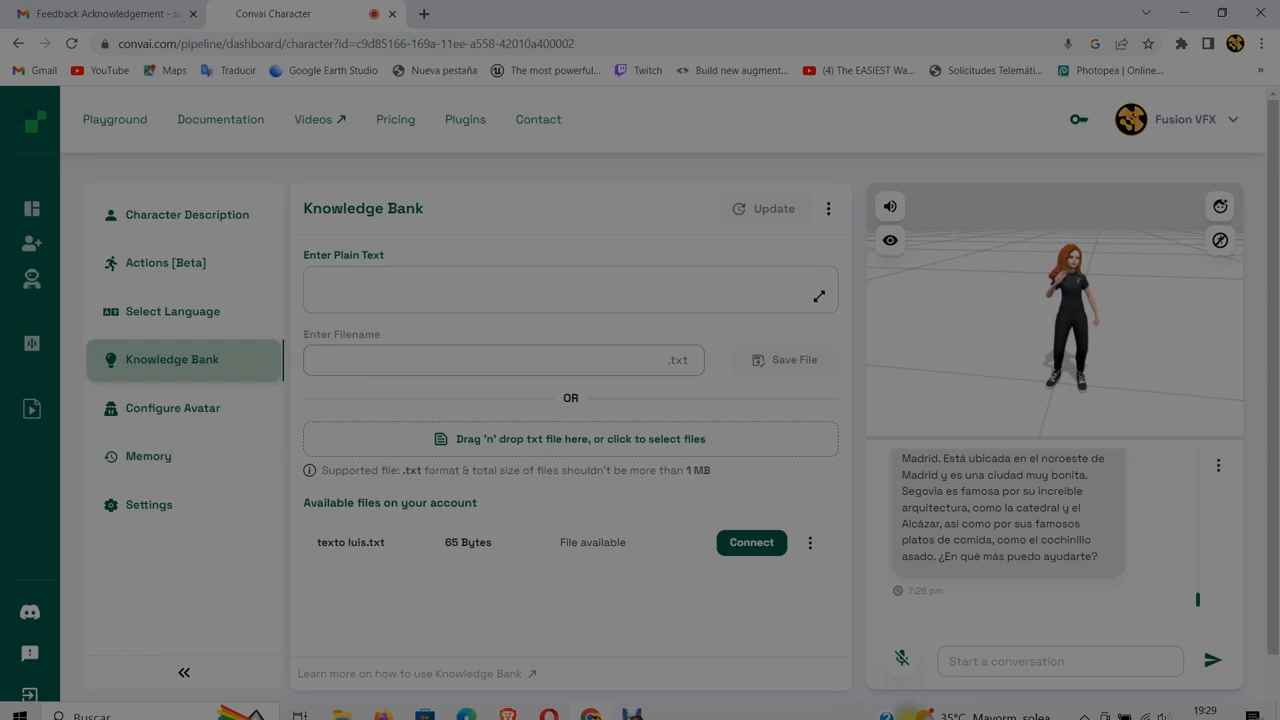 Feedback Acknowledgement - sa
Convai Character
convai.com/pipeline/dashboard/character?id=c9d85166-169a-11ee-a558-42010a400002
Gmail
YouTube
Maps
Traducir
Google Earth Studio
Nueva pestaña
The most powerful...
Twitch
Build new augment...
(4) The EASIEST Wa...
Solicitudes Telemáti...
Photopea | Online...
»
Playground
Documentation
Videos
Pricing
Plugins
Contact
Fusion VFX
Character Description
Actions [Beta]
Select Language
Knowledge Bank
Configure Avatar
Memory
Settings
Knowledge Bank
Update
Enter Plain Text
Enter Filename
.txt
Save File
OR
Drag 'n' drop txt file here, or click to select files
Supported file: .txt format & total size of files shouldn't be more than 1 MB
Available files on your account
texto luis.txt 65 Bytes File available Connect
Learn more on how to use Knowledge Bank
Madrid. Está ubicada en el noroeste de
Madrid y es una ciudad muy bonita.
Segovia es famosa por su increíble
arquitectura, como la catedral y el
Alcázar, así como por sus famosos
platos de comida, como el cochinillo
asado. ¿En qué más puedo ayudarte?
7:28 pm
Start a conversation
Buscar
35°C Mayorm. solea
19:29